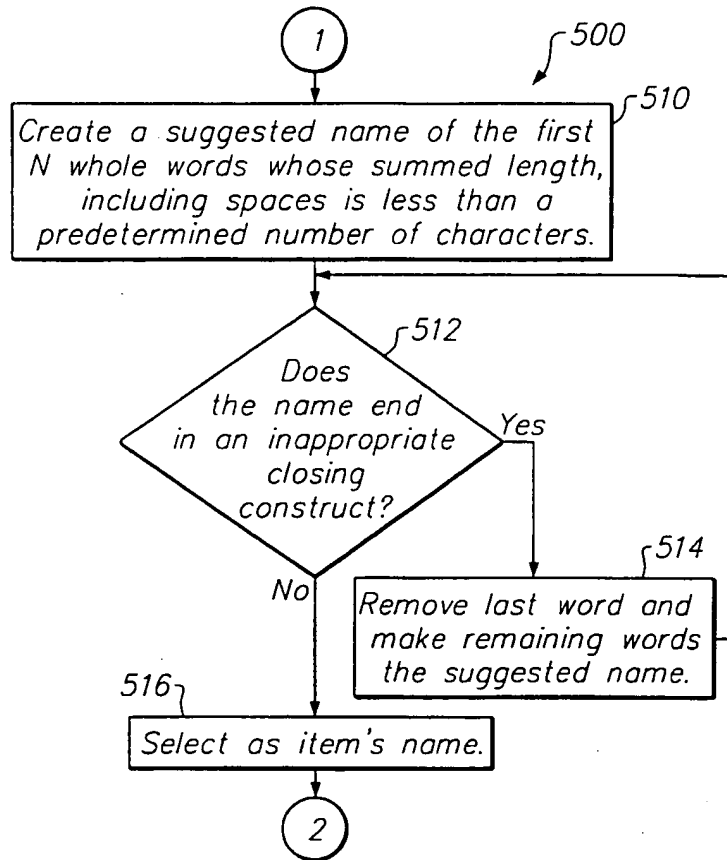 1
500
510
Create a suggested name of the first
N whole words whose summed length,
including spaces is less than a
predetermined number of characters.
512
Does
the name end
in an inappropriate
closing
construct?
Yes
No
514
Remove last word and
make remaining words
the suggested name.
516
Select as item's name.
2